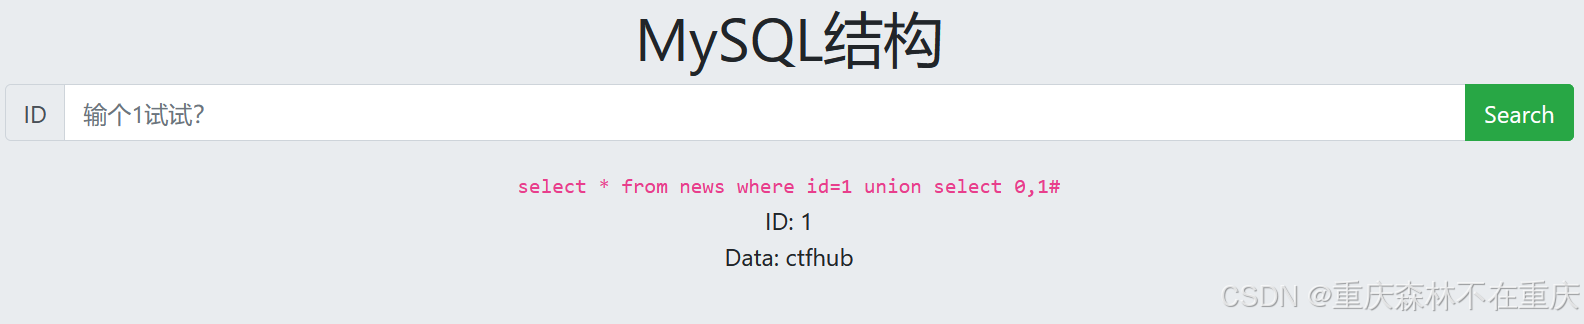 MySQL结构
ID 输个1试试？ Search
select * from news where id=1 union select 0,1#
ID: 1
Data: ctfhub
CSDN @重庆森林不在重庆